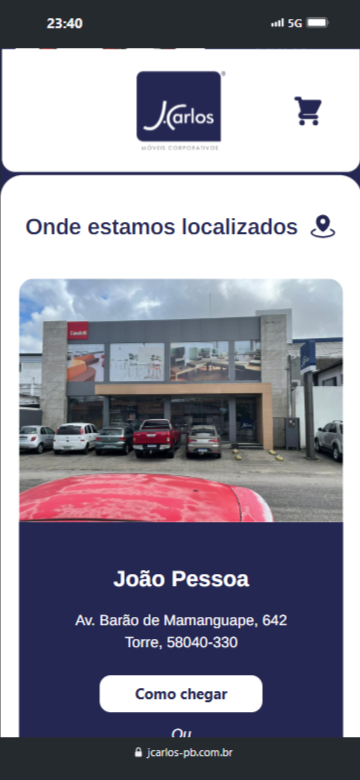 23:40
5G
J.Carlos
®
MÓVEIS CORPORATIVOS
Onde estamos localizados
João Pessoa
Av. Barão de Mamanguape, 642
Torre, 58040-330
Como chegar
Ou
jcarlos-pb.com.br